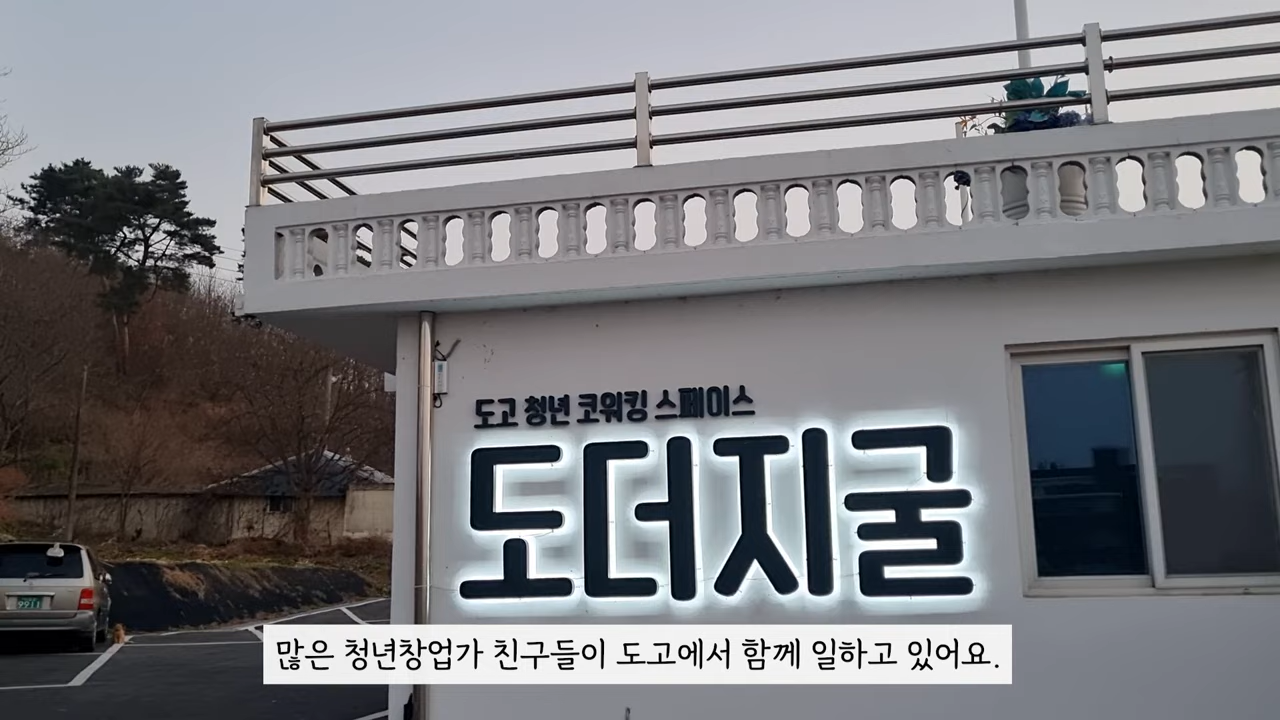 도고 청년 코워킹 스페이스
도더지굴
9911
많은 청년창업가 친구들이 도고에서 함께 일하고 있어요.